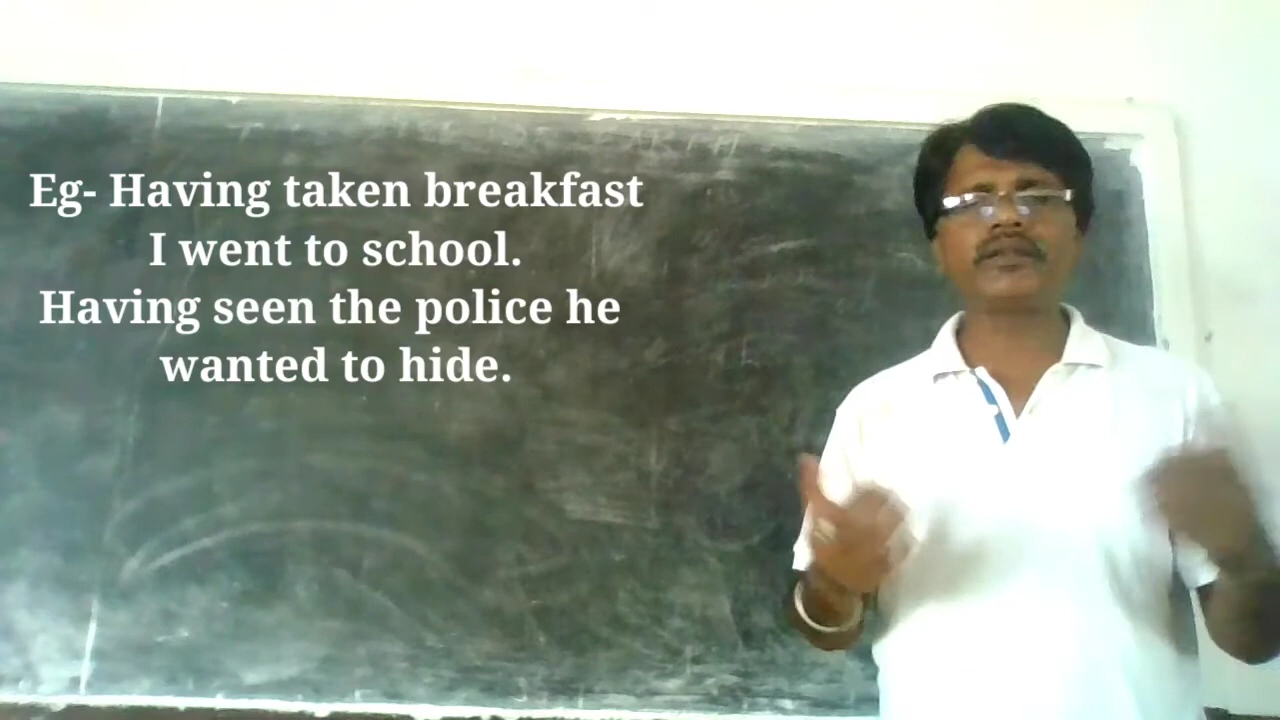 Eg- Having taken breakfast
I went to school.
Having seen the police he
wanted to hide.